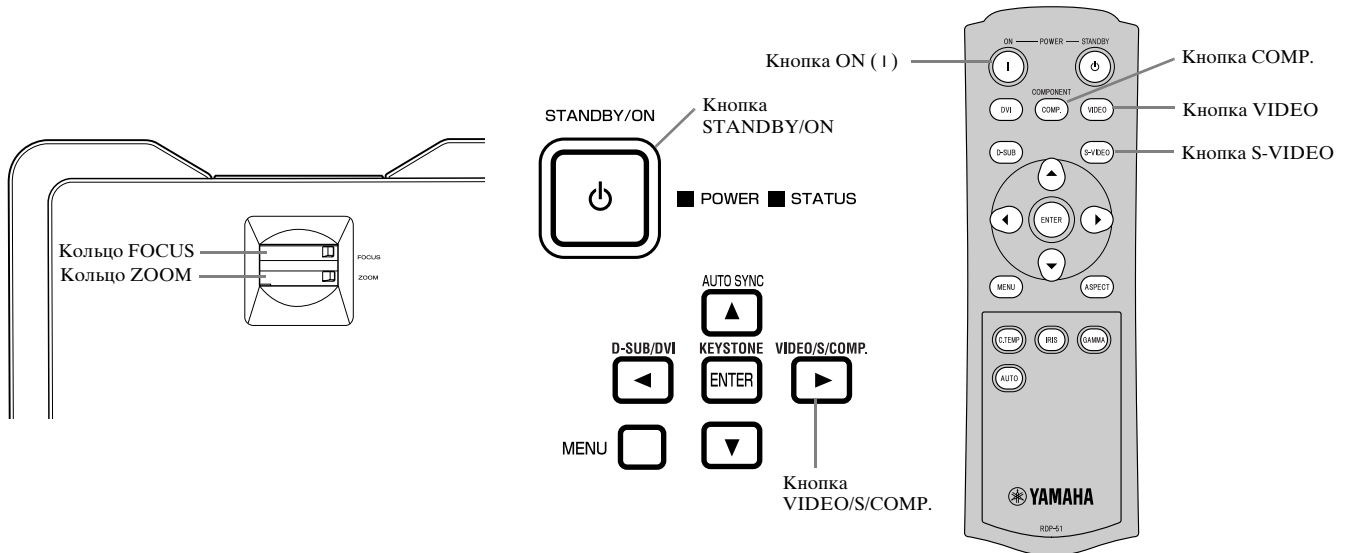 Кольцо FOCUS
Кольцо ZOOM
FOCUS
ZOOM
STANDBY/ON
Кнопка
STANDBY/ON
POWER
STATUS
AUTO SYNC
D-SUB/DVI
KEYSTONE
VIDEO/S/COMP.
ENTER
MENU
Кнопка
VIDEO/S/COMP.
Кнопка ON ( I )
ON POWER STANDBY
I
COMPONENT
DVI
COMP.
VIDEO
D-SUB
S-VIDEO
ENTER
MENU
ASPECT
C.TEMP
IRIS
GAMMA
AUTO
YAMAHA
RDP-51
Кнопка COMP.
Кнопка VIDEO
Кнопка S-VIDEO